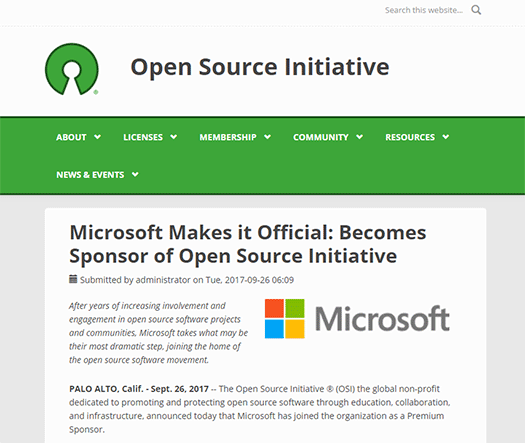 Search this website...
Open Source Initiative
®
ABOUT LICENSES MEMBERSHIP COMMUNITY RESOURCES
NEWS & EVENTS
Microsoft Makes it Official: Becomes
Sponsor of Open Source Initiative
Submitted by administrator on Tue, 2017-09-26 06:09
After years of increasing involvement and
engagement in open source software projects
and communities, Microsoft takes what may be
their most dramatic step, joining the home of
the open source software movement.
Microsoft
PALO ALTO, Calif. - Sept. 26, 2017 -- The Open Source Initiative ® (OSI) the global non-profit
dedicated to promoting and protecting open source software through education, collaboration,
and infrastructure, announced today that Microsoft has joined the organization as a Premium
Sponsor.